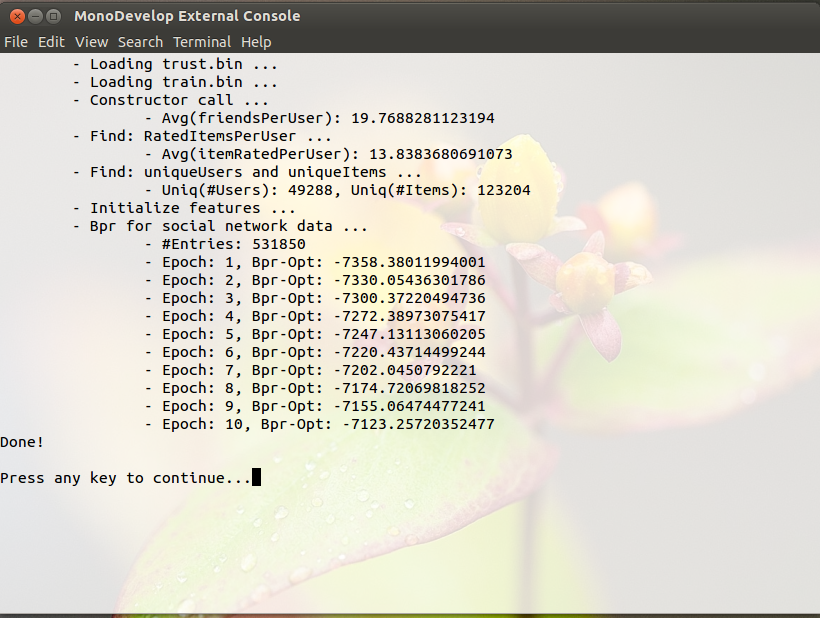 MonoDevelop External Console
File Edit View Search Terminal Help
- Loading trust.bin ...
- Loading train.bin ...
- Constructor call ...
- Avg(friendsPerUser): 19.7688281123194
- Find: RatedItemsPerUser ...
- Avg(itemRatedPerUser): 13.8383680691073
- Find: uniqueUsers and uniqueItems ...
- Uniq(#Users): 49288, Uniq(#Items): 123204
- Initialize features ...
- Bpr for social network data ...
- #Entries: 531850
- Epoch: 1, Bpr-Opt: -7358.38011994001
- Epoch: 2, Bpr-Opt: -7330.05436301786
- Epoch: 3, Bpr-Opt: -7300.37220494736
- Epoch: 4, Bpr-Opt: -7272.38973075417
- Epoch: 5, Bpr-Opt: -7247.13113060205
- Epoch: 6, Bpr-Opt: -7220.43714499244
- Epoch: 7, Bpr-Opt: -7202.0450792221
- Epoch: 8, Bpr-Opt: -7174.72069818252
- Epoch: 9, Bpr-Opt: -7155.06474477241
- Epoch: 10, Bpr-Opt: -7123.25720352477
Done!
Press any key to continue...